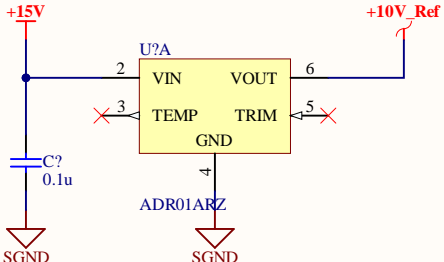 +15V
+10V_Ref
U?A
2
VIN
VOUT
6
3
TEMP
TRIM
5
GND
4
C?
0.1u
ADR01ARZ
SGND
SGND